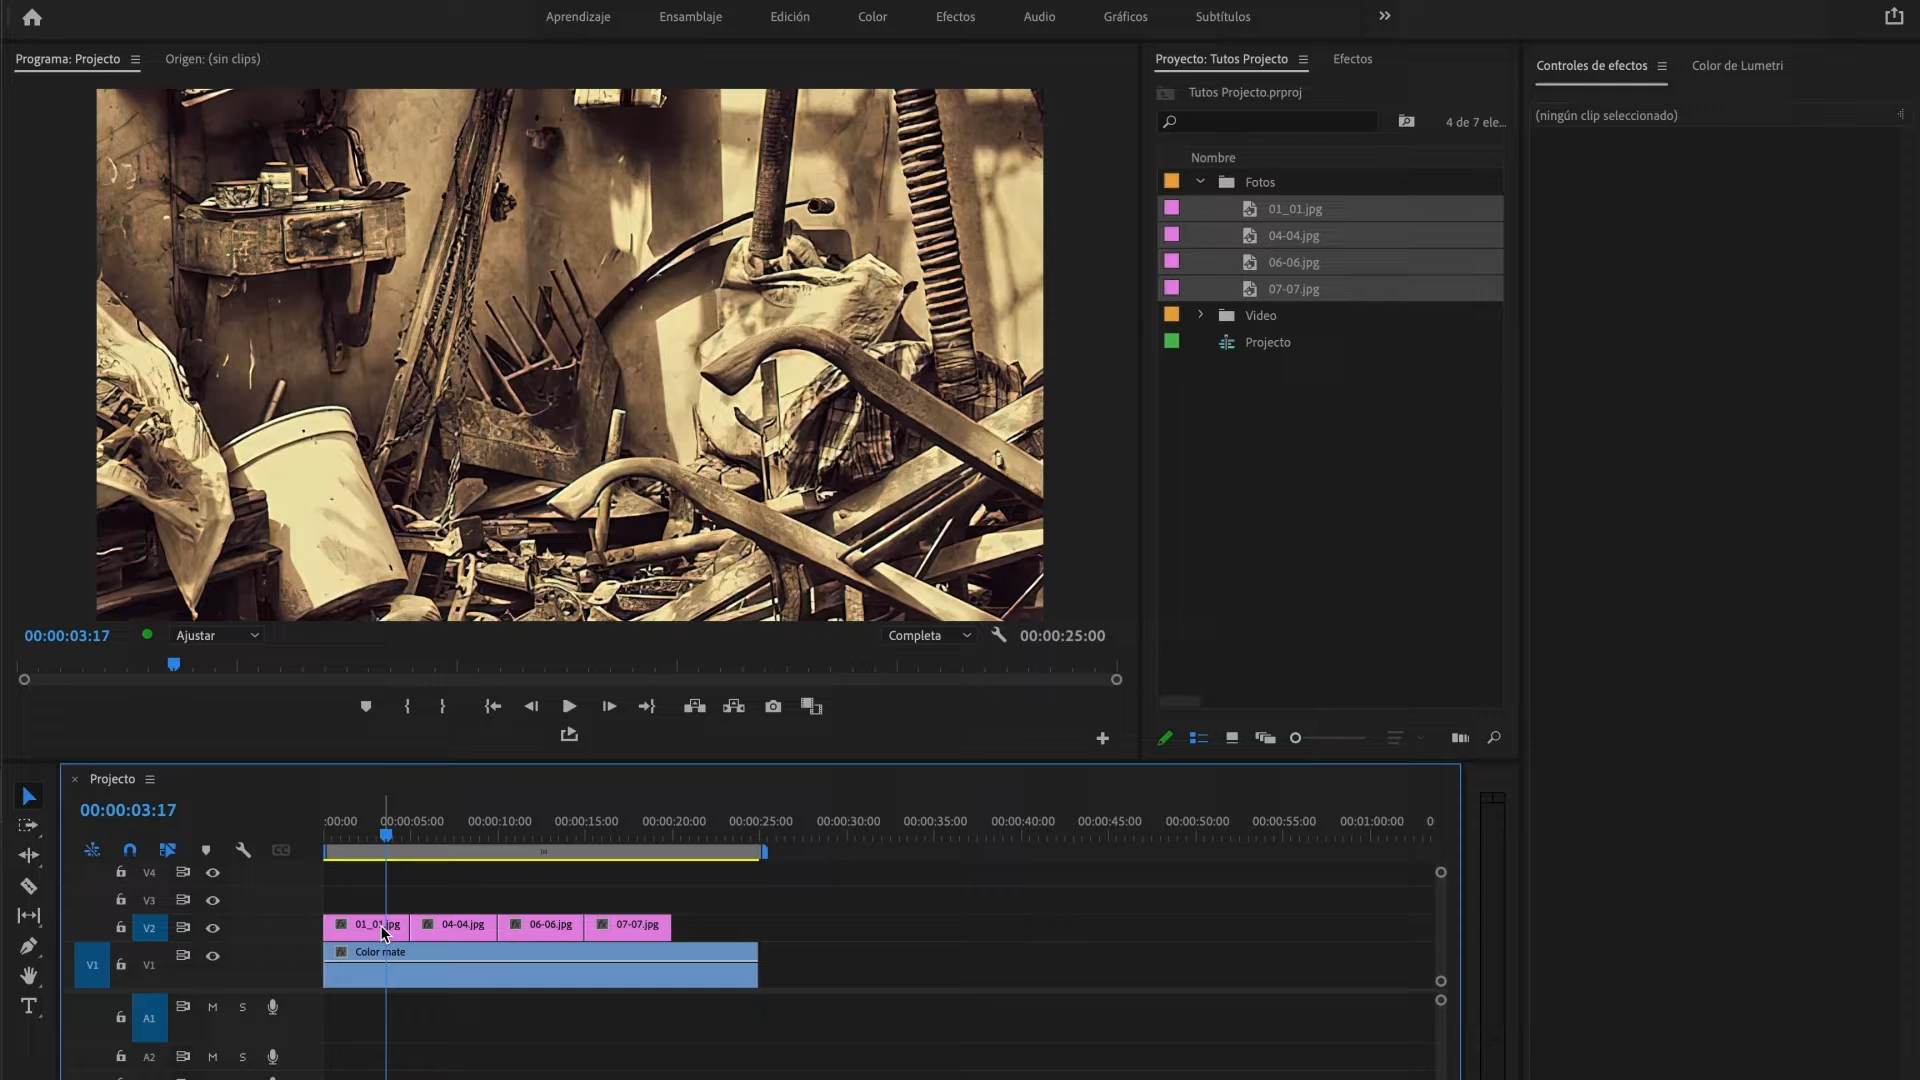 Aprendizaje Ensamblaje Edición Color Efectos Audio Gráficos Subtítulos
Programa: Projecto
Origen: (sin clips)
Proyecto: Tutos Projecto
Efectos
Controles de efectos
Color de Lumetri
Tutos Projecto.prproj
4 de 7 ele...
(ningún clip seleccionado)
Nombre
Fotos
01_01.jpg
04-04.jpg
06-06.jpg
07-07.jpg
Video
Projecto
00:00:03:17
Ajustar
Completa
00:00:25:00
Projecto
00:00:03:17
:00:00 00:00:05:00 00:00:10:00 00:00:15:00 00:00:20:00 00:00:25:00 00:00:30:00 00:00:35:00 00:00:40:00 00:00:45:00 00:00:50:00 00:00:55:00 00:01:00:00 0
CC
V4
V3
V2
01_01.jpg 04-04.jpg 06-06.jpg 07-07.jpg
V1 V1
Color mate
A1 M S
A2 M S